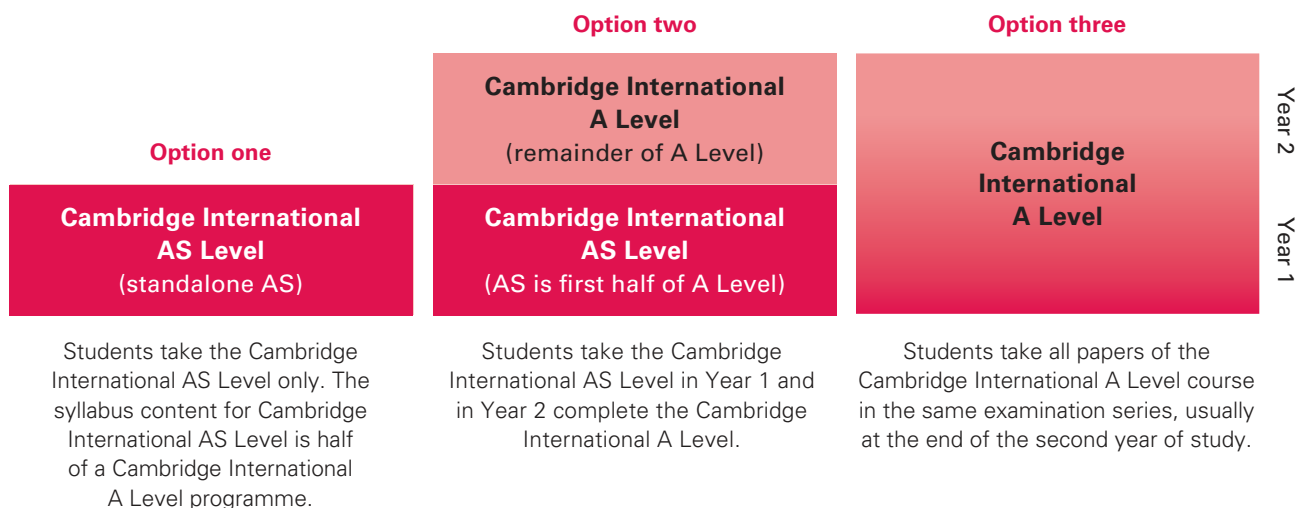 Option one
Cambridge International
AS Level
(standalone AS)
Students take the Cambridge
International AS Level only. The
syllabus content for Cambridge
International AS Level is half
of a Cambridge International
A Level programme.
Option two
Cambridge International
A Level
(remainder of A Level)
Cambridge International
AS Level
(AS is first half of A Level)
Students take the Cambridge
International AS Level in Year 1 and
in Year 2 complete the Cambridge
International A Level.
Option three
Cambridge
International
A Level
Students take all papers of the
Cambridge International A Level course
in the same examination series, usually
at the end of the second year of study.
Year 2
Year 1